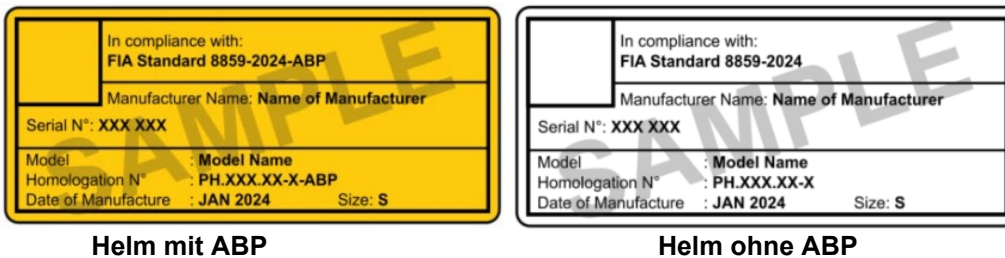 In compliance with:
FIA Standard 8859-2024-ABP
Manufacturer Name: Name of Manufacturer
Serial N°: XXX XXX
Model : Model Name
Homologation N° : PH.XXX.XX-X-ABP
Date of Manufacture : JAN 2024 Size: S
SAMPLE
Helm mit ABP
In compliance with:
FIA Standard 8859-2024
Manufacturer Name: Name of Manufacturer
Serial N°: XXX XXX
Model : Model Name
Homologation N° : PH.XXX.XX-X
Date of Manufacture : JAN 2024 Size: S
SAMPLE
Helm ohne ABP